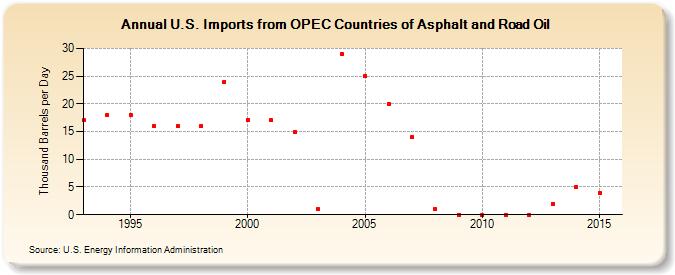 Annual U.S. Imports from OPEC Countries of Asphalt and Road Oil
Thousand Barrels per Day
30
25
20
15
10
5
0
1995 2000 2005 2010 2015
Source: U.S. Energy Information Administration